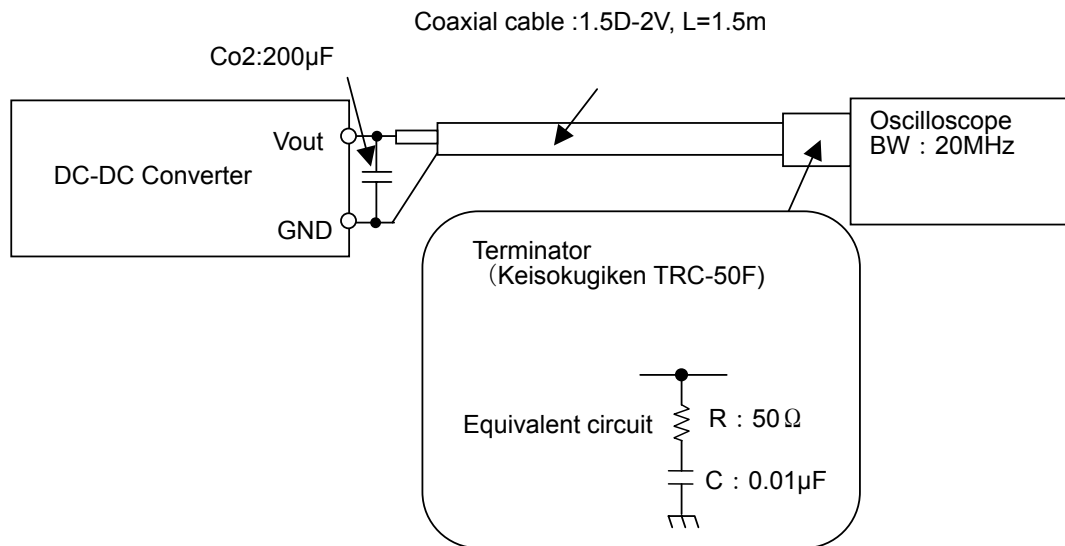 Coaxial cable :1.5D-2V, L=1.5m
Co2:200µF
Vout
DC-DC Converter
GND
Oscilloscope
BW：20MHz
Terminator
（Keisokugiken TRC-50F)
Equivalent circuit
R：50Ω
C：0.01µF